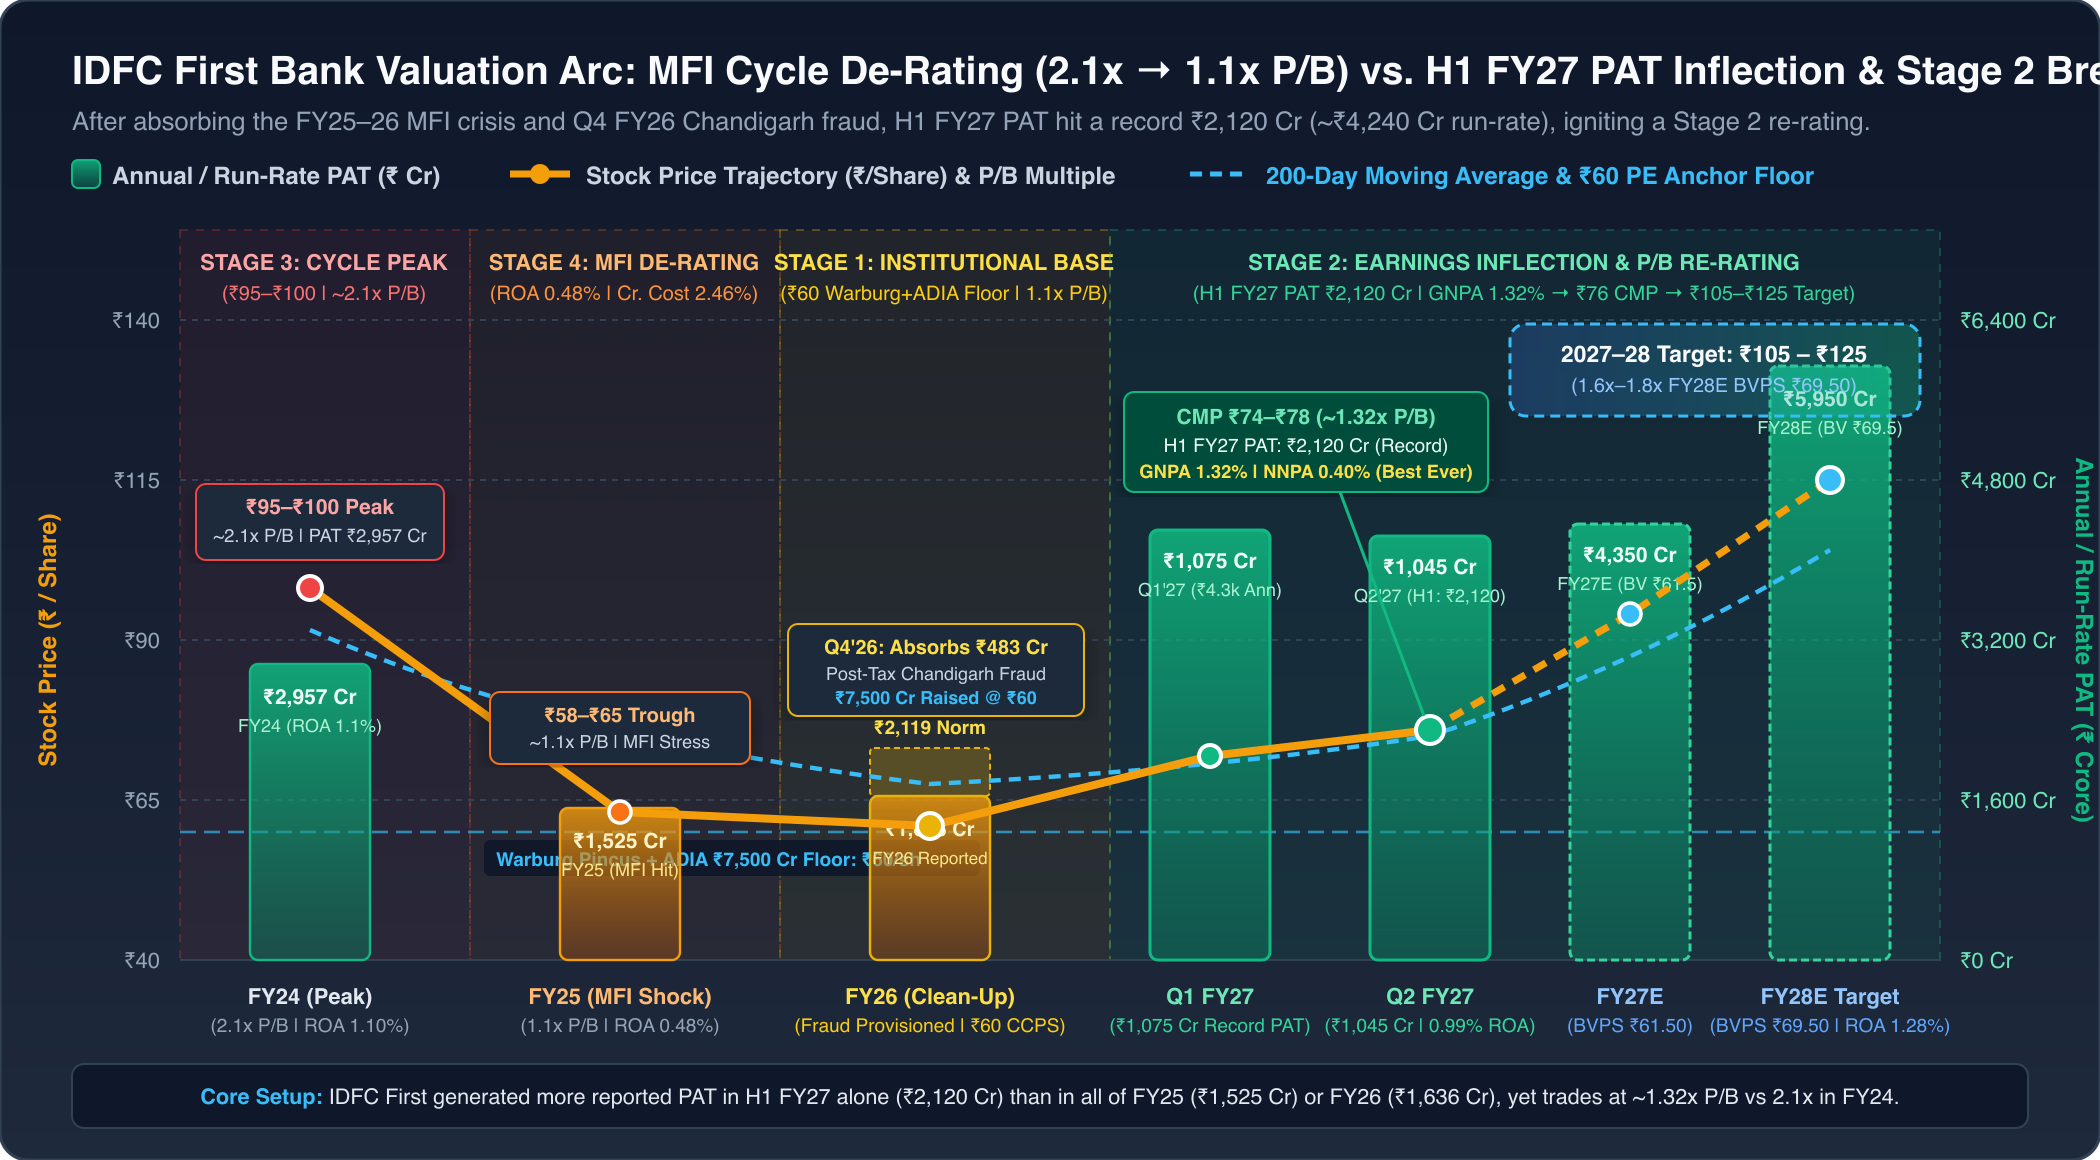 IDFC First Bank Valuation Arc: MFI Cycle De-Rating (2.1x → 1.1x P/B) vs. H1 FY27 PAT Inflection & Stage 2 Bre
After absorbing the FY25–26 MFI crisis and Q4 FY26 Chandigarh fraud, H1 FY27 PAT hit a record ₹2,120 Cr (~₹4,240 Cr run-rate), igniting a Stage 2 re-rating.
Annual / Run-Rate PAT (₹ Cr)
Stock Price Trajectory (₹/Share) & P/B Multiple
200-Day Moving Average & ₹60 PE Anchor Floor
STAGE 3: CYCLE PEAK
(₹95–₹100 | ~2.1x P/B)
STAGE 4: MFI DE-RATING
(ROA 0.48% | Cr. Cost 2.46%)
STAGE 1: INSTITUTIONAL BASE
(₹60 Warburg+ADIA Floor | 1.1x P/B)
STAGE 2: EARNINGS INFLECTION & P/B RE-RATING
(H1 FY27 PAT ₹2,120 Cr | GNPA 1.32% → ₹76 CMP → ₹105–₹125 Target)
₹140
₹115
₹90
₹65
₹40
Stock Price (₹ / Share)
₹6,400 Cr
₹4,800 Cr
₹3,200 Cr
₹1,600 Cr
₹0 Cr
Annual / Run-Rate PAT (₹ Crore)
2027–28 Target: ₹105 – ₹125
(1.6x–1.8x FY28E BVPS ₹69.50)
₹5,950 Cr
FY28E (BV ₹69.5)
CMP ₹74–₹78 (~1.32x P/B)
H1 FY27 PAT: ₹2,120 Cr (Record)
GNPA 1.32% | NNPA 0.40% (Best Ever)
₹95–₹100 Peak
~2.1x P/B | PAT ₹2,957 Cr
₹1,075 Cr
Q1'27 (₹4.3k Ann)
₹1,045 Cr
Q2'27 (H1: ₹2,120)
₹4,350 Cr
FY27E (BV ₹61.5)
₹2,957 Cr
FY24 (ROA 1.1%)
₹58–₹65 Trough
~1.1x P/B | MFI Stress
Q4'26: Absorbs ₹483 Cr
Post-Tax Chandigarh Fraud
₹7,500 Cr Raised @ ₹60
₹2,119 Norm
₹1,525 Cr
FY25 (MFI Hit)
Cr
FY26 Reported
Warburg Pincus + ADIA ₹7,500 Cr Floor:
FY24 (Peak)
(2.1x P/B | ROA 1.10%)
FY25 (MFI Shock)
(1.1x P/B | ROA 0.48%)
FY26 (Clean-Up)
(Fraud Provisioned | ₹60 CCPS)
Q1 FY27
(₹1,075 Cr Record PAT)
Q2 FY27
(₹1,045 Cr | 0.99% ROA)
FY27E
(BVPS ₹61.50)
FY28E Target
(BVPS ₹69.50 | ROA 1.28%)
Core Setup: IDFC First generated more reported PAT in H1 FY27 alone (₹2,120 Cr) than in all of FY25 (₹1,525 Cr) or FY26 (₹1,636 Cr), yet trades at ~1.32x P/B vs 2.1x in FY24.